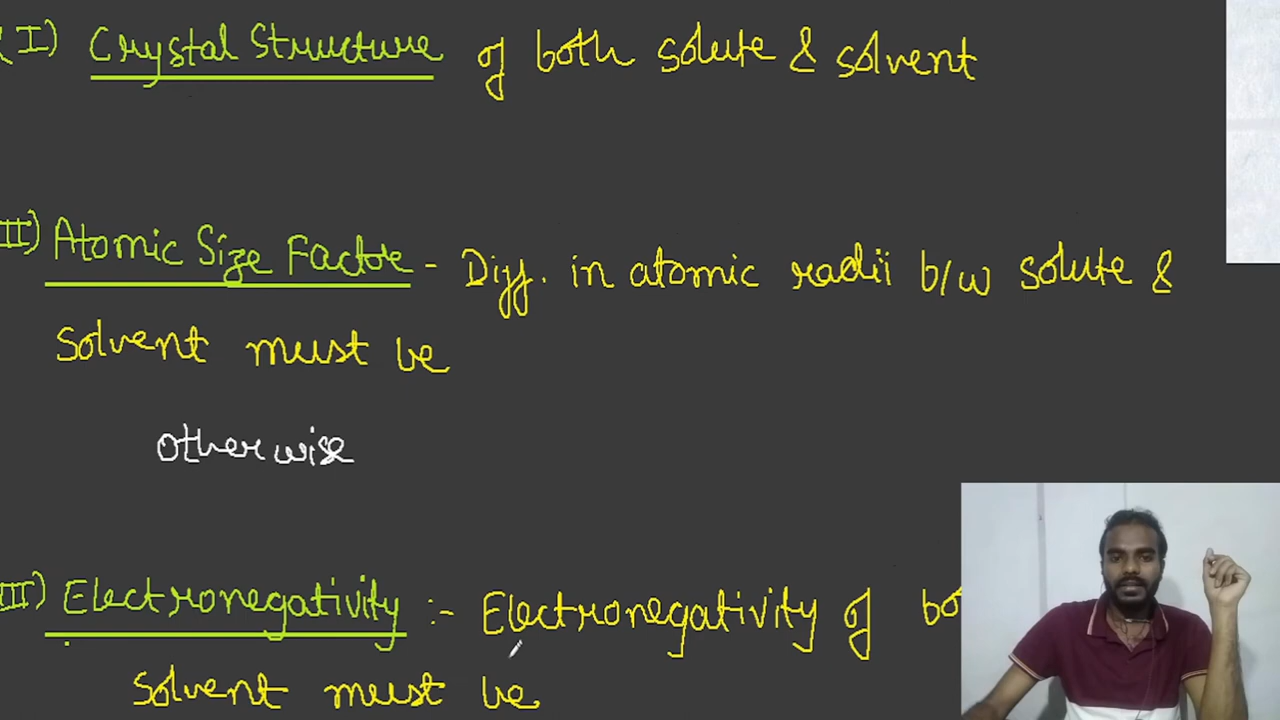 (I) Crystal Structure of both solute & solvent
II) Atomic Size Factor - Diff. in atomic radii b/w solute &
solvent must be
otherwise
III) Electronegativity :- Electronegativity of
solvent must be